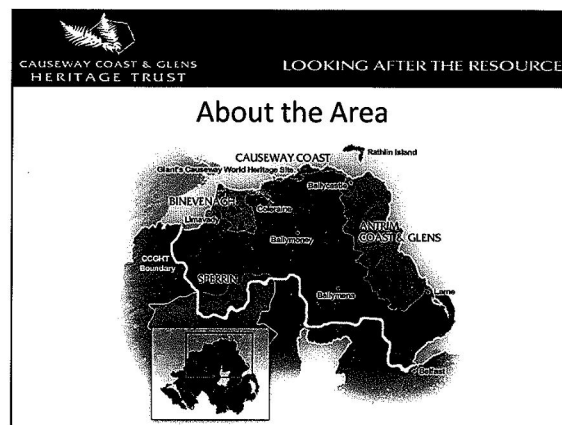 CAUSEWAY COAST & GLENS
HERITAGE TRUST
LOOKING AFTER THE RESOURCE
About the Area
Rathlin Island
CAUSEWAY COAST
Giant's Causeway World Heritage Site
Ballycastle
BINEVENAGH
Coleraine
Limavady
ANTRIM
COAST & GLENS
Ballymoney
CCGHT
Boundary
SPERRIN
Larne
Ballymena
Belfast